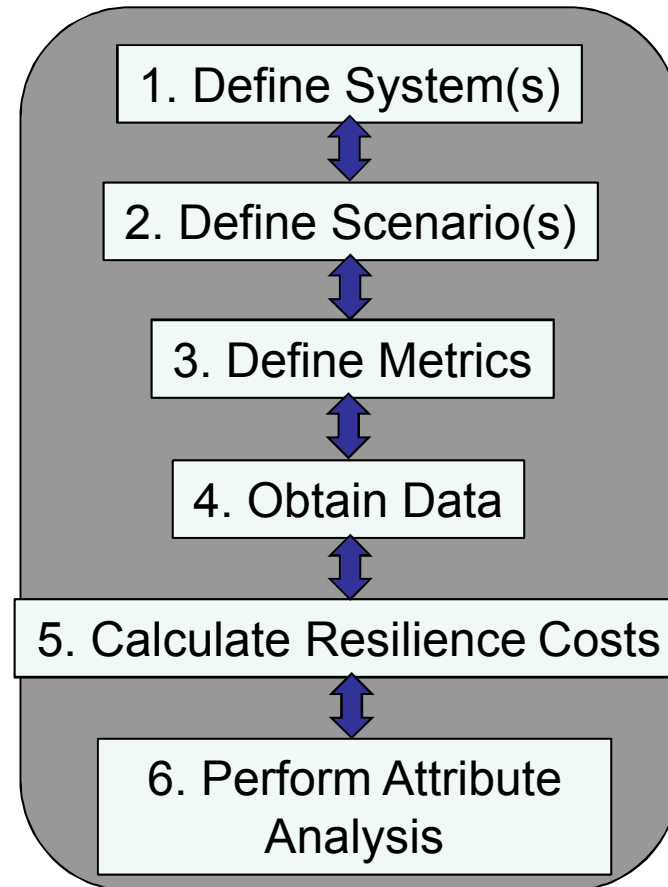 1. Define System(s)
2. Define Scenario(s)
3. Define Metrics
4. Obtain Data
5. Calculate Resilience Costs
6. Perform Attribute
Analysis